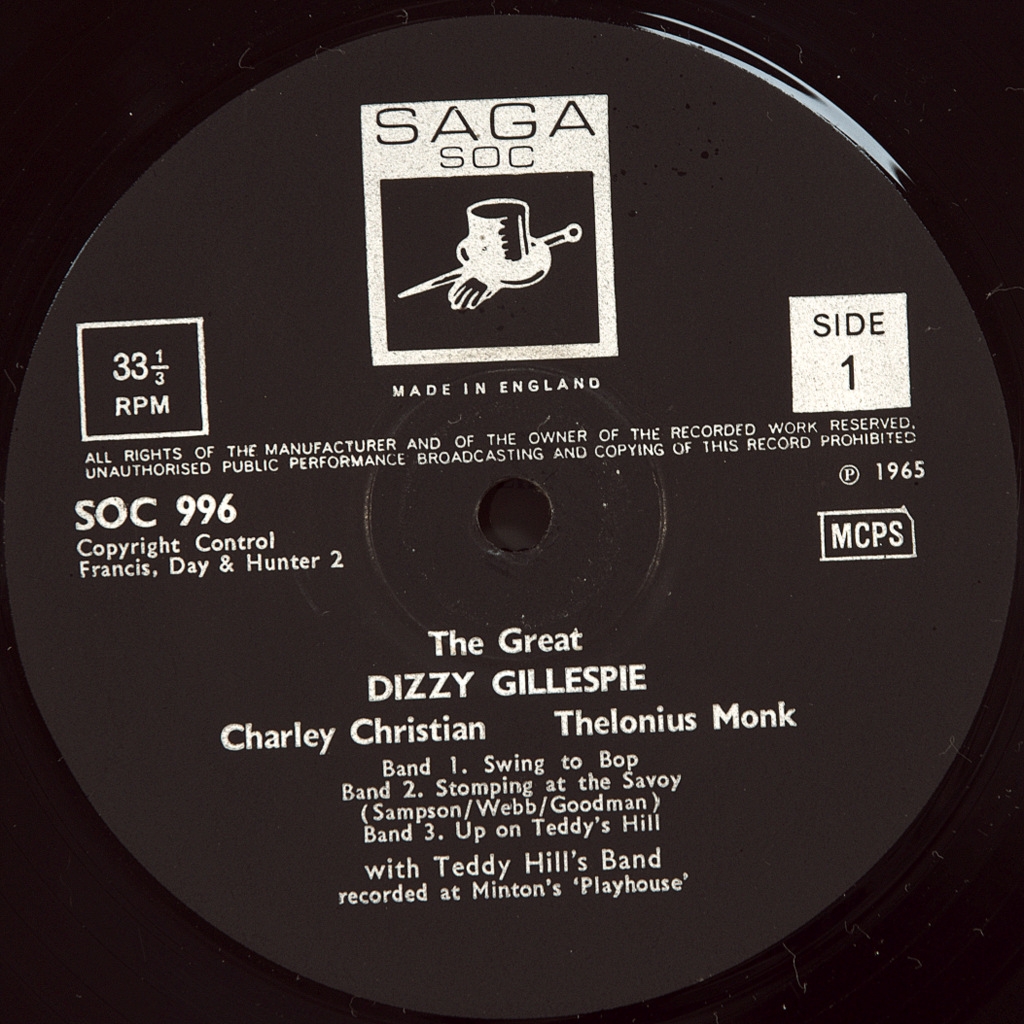 SAGA
SOC
33 1/3
RPM
SIDE
1
MADE IN ENGLAND
ALL RIGHTS OF THE MANUFACTURER AND OF THE OWNER OF THE RECORDED WORK RESERVED.
UNAUTHORISED PUBLIC PERFORMANCE BROADCASTING AND COPYING OF THIS RECORD PROHIBITED
℗ 1965
SOC 996
Copyright Control
Francis, Day & Hunter 2
MCPS
The Great
DIZZY GILLESPIE
Charley Christian Thelonius Monk
Band 1. Swing to Bop
Band 2. Stomping at the Savoy
(Sampson/Webb/Goodman)
Band 3. Up on Teddy's Hill
with Teddy Hill's Band
recorded at Minton's 'Playhouse'